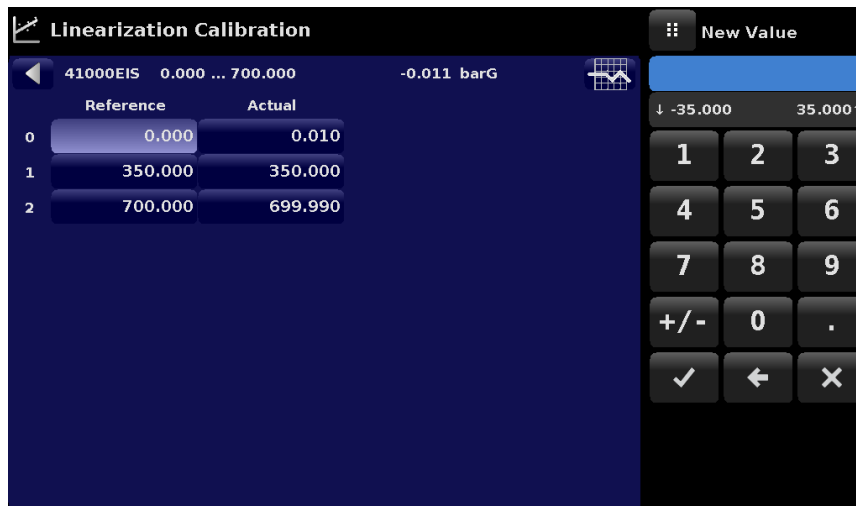 Linearization Calibration
41000EIS 0.000 ... 700.000 -0.011 barG
Reference Actual
0 0.000 0.010
1 350.000 350.000
2 700.000 699.990
New Value
↓ -35.000 35.000↑
1 2 3
4 5 6
7 8 9
+/- 0 .